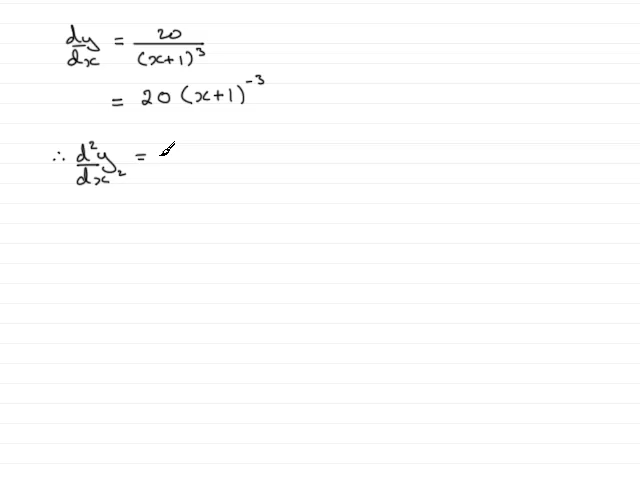 dy/dx = 20/(x+1)³
= 20(x+1)⁻³
∴ d²y/dx² =